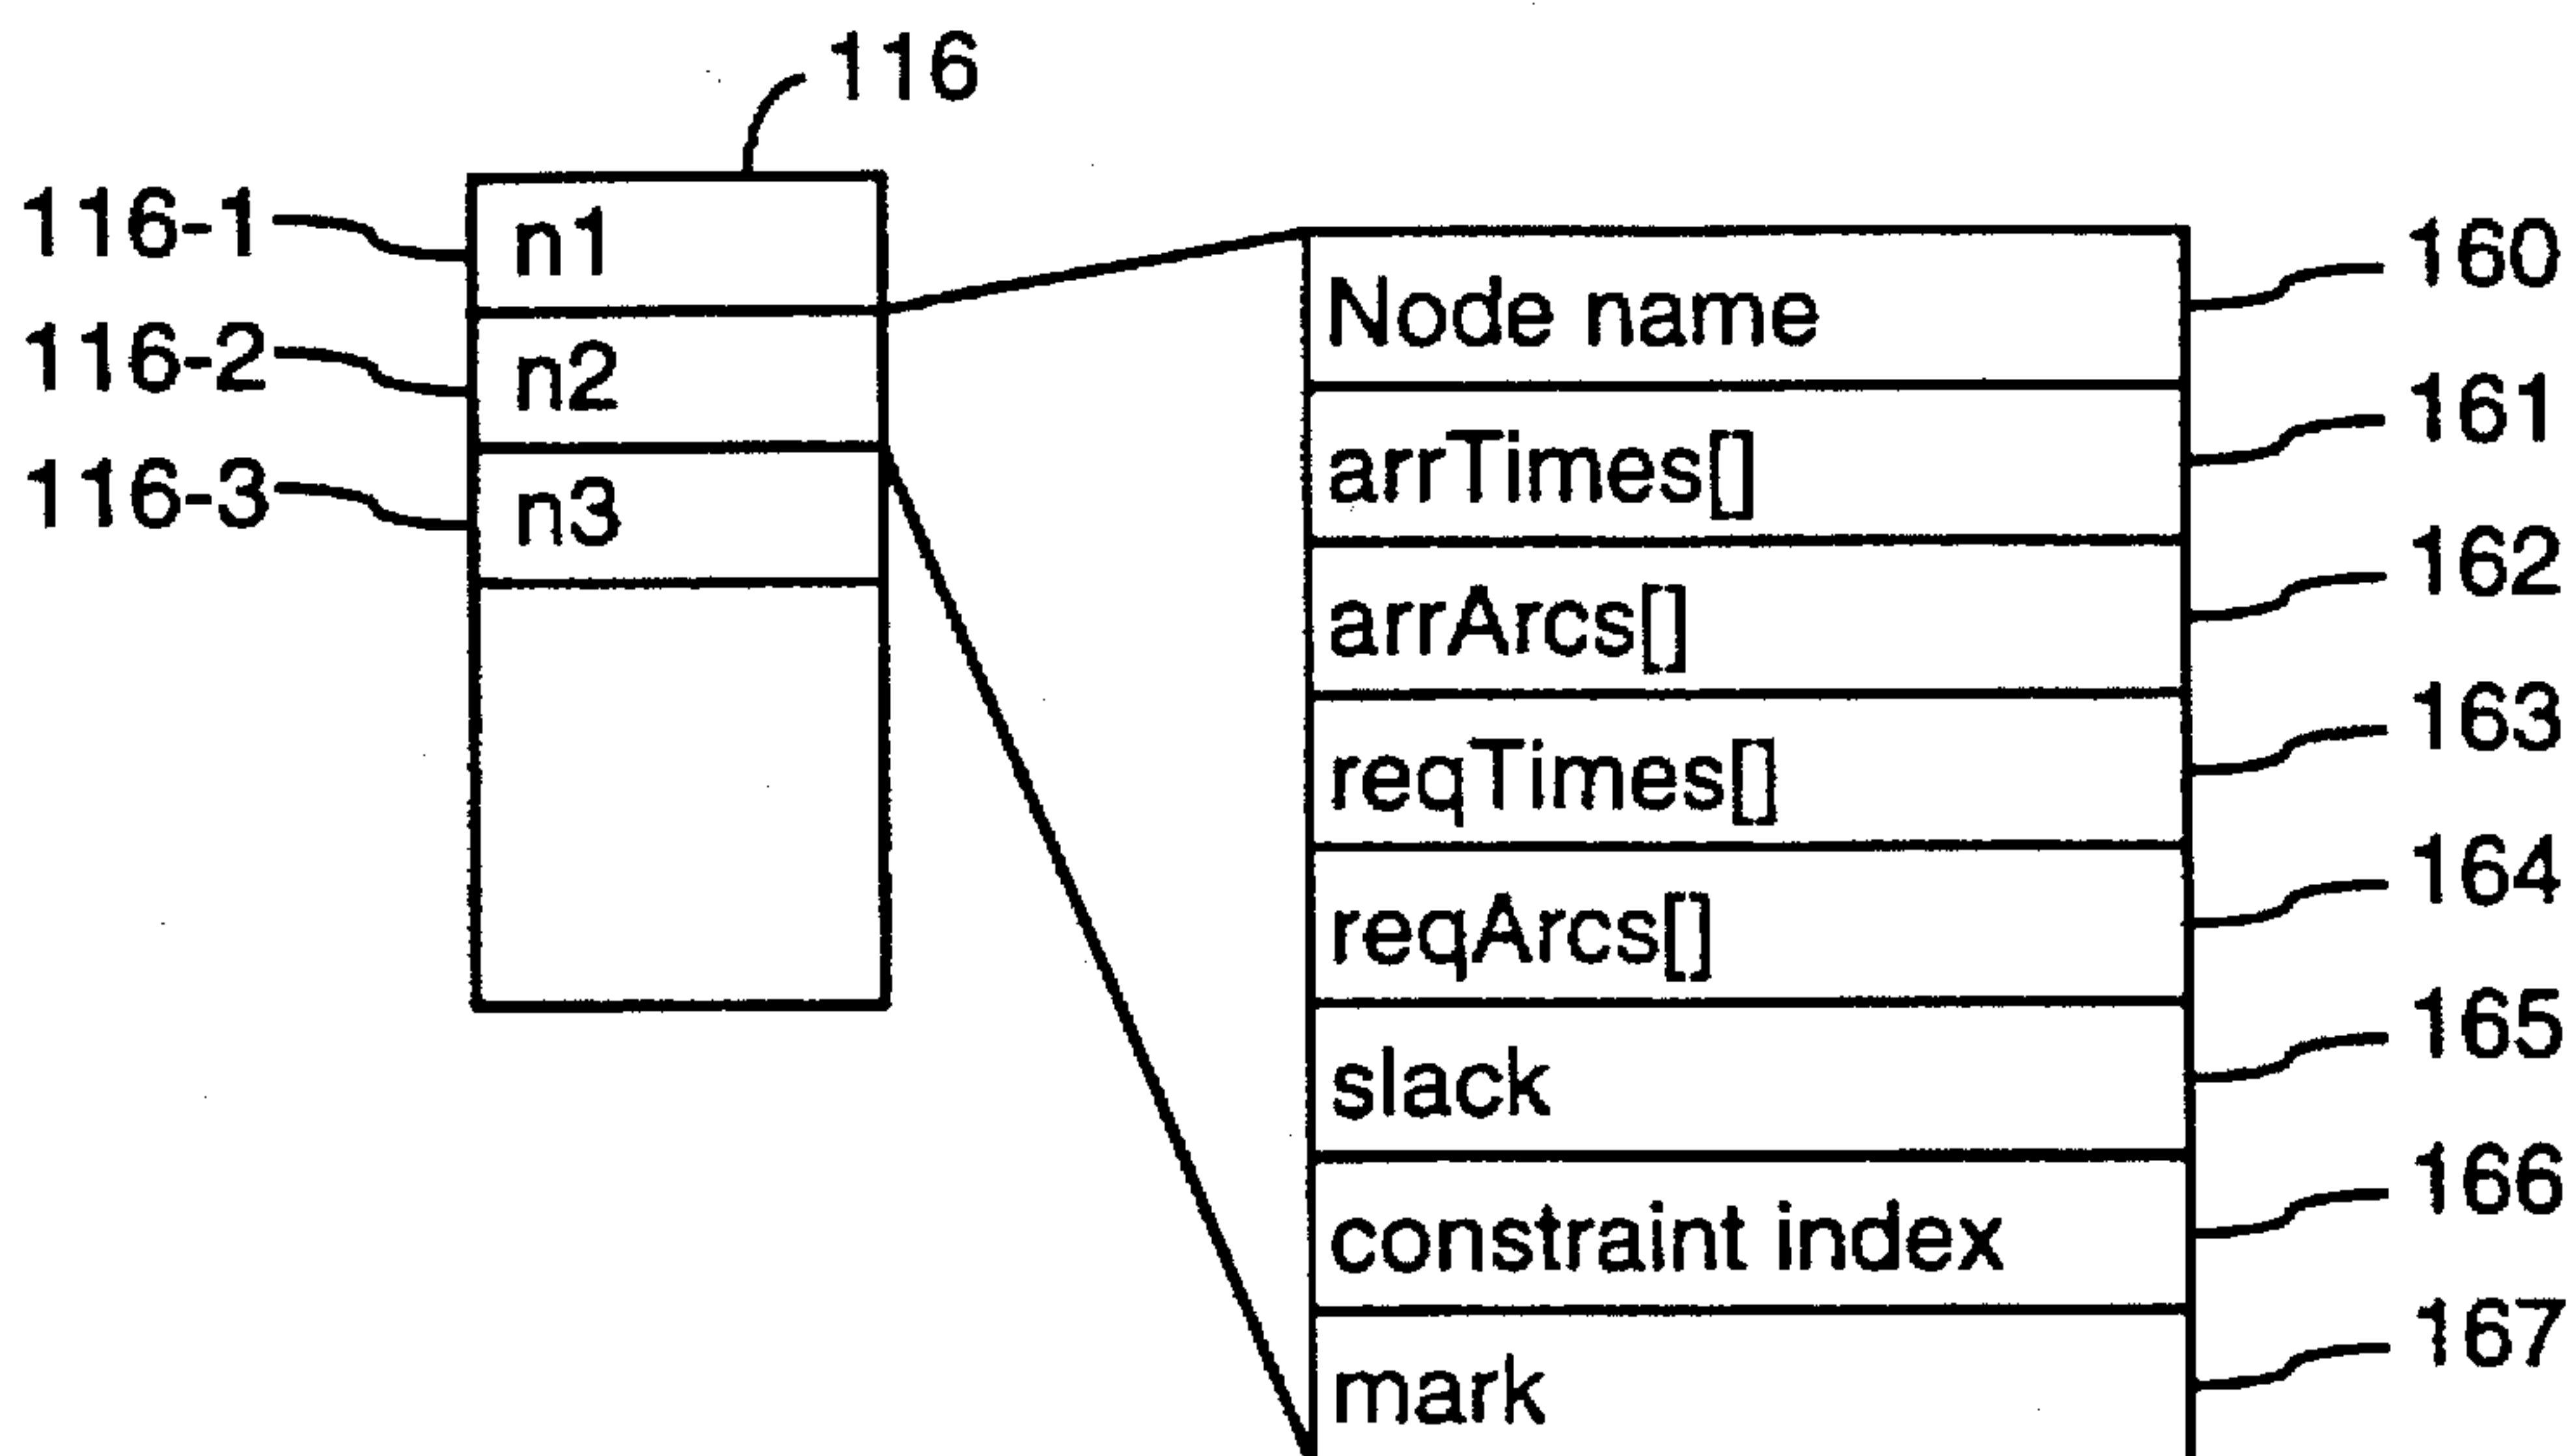 116
116-1
n1
116-2
n2
116-3
n3
Node name
160
arrTimes[]
161
arrArcs[]
162
reqTimes[]
163
reqArcs[]
164
slack
165
constraint index
166
mark
167